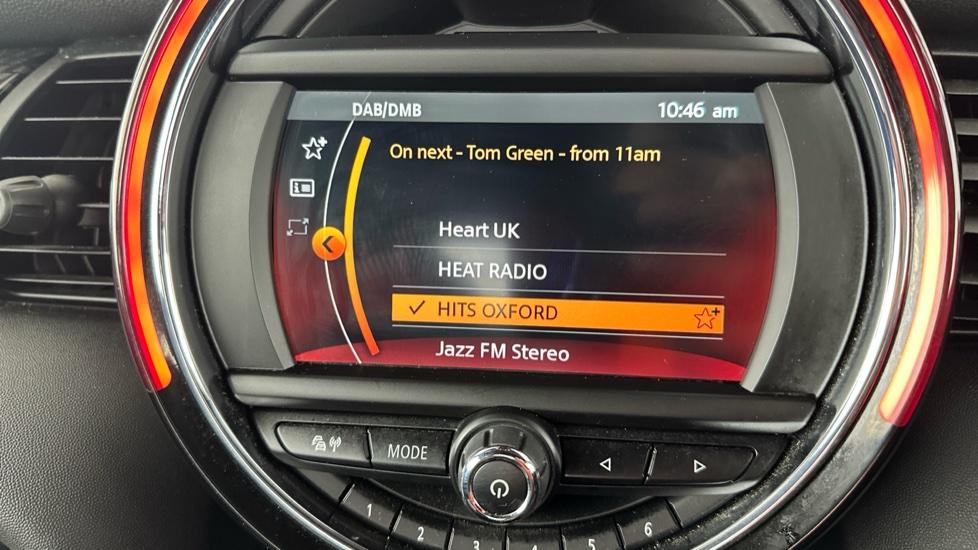 DAB/DMB 10:46 am
On next - Tom Green - from 11am
Heart UK
HEAT RADIO
HITS OXFORD
Jazz FM Stereo
MODE
1 2 3 4 5 6